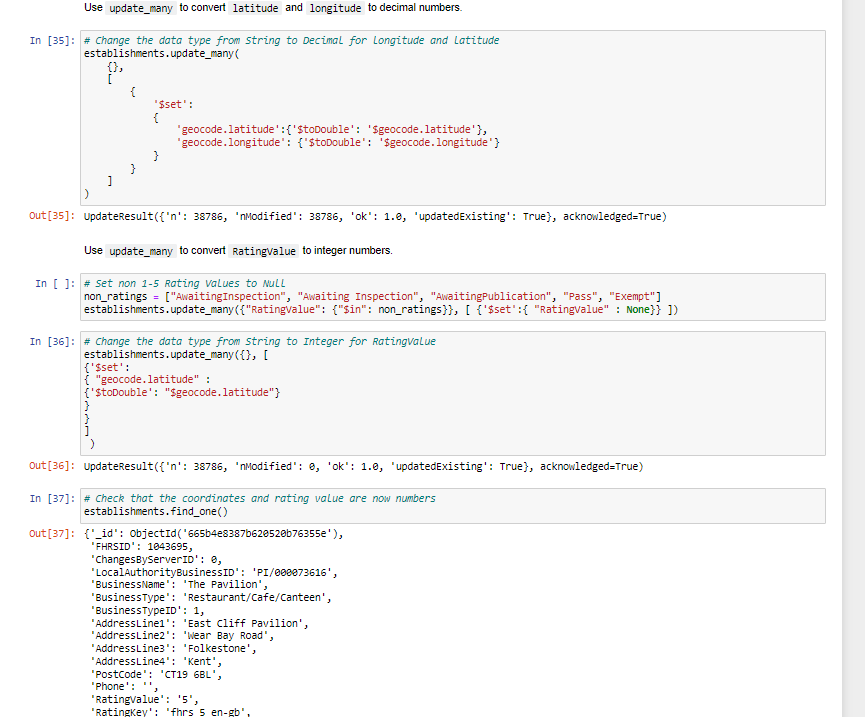 Use update_many to convert latitude and longitude to decimal numbers.
In [35]: # Change the data type from String to Decimal for longitude and latitude
establishments.update_many(
{},
[
{
'$set':
{
'geocode.latitude':{'$toDouble': '$geocode.latitude'},
'geocode.longitude': {'$toDouble': '$geocode.longitude'}
}
}
]
)
Out[35]: UpdateResult({'n': 38786, 'nModified': 38786, 'ok': 1.0, 'updatedExisting': True}, acknowledged=True)
Use update_many to convert RatingValue to integer numbers.
In [ ]: # Set non 1-5 Rating Values to Null
non_ratings = ["AwaitingInspection", "Awaiting Inspection", "AwaitingPublication", "Pass", "Exempt"]
establishments.update_many({"RatingValue": {"$in": non_ratings}}, [ {'$set':{ "RatingValue" : None}} ])
In [36]: # Change the data type from String to Integer for RatingValue
establishments.update_many({}, [
{'$set':
{ "geocode.latitude" :
{'$toDouble': "$geocode.latitude"}
}
}
]
)
Out[36]: UpdateResult({'n': 38786, 'nModified': 0, 'ok': 1.0, 'updatedExisting': True}, acknowledged=True)
In [37]: # Check that the coordinates and rating value are now numbers
establishments.find_one()
Out[37]: {'_id': ObjectId('665b4e8387b620520b76355e'),
'FHRSID': 1043695,
'ChangesByServerID': 0,
'LocalAuthorityBusinessID': 'PI/000073616',
'BusinessName': 'The Pavilion',
'BusinessType': 'Restaurant/Cafe/Canteen',
'BusinessTypeID': 1,
'AddressLine1': 'East Cliff Pavilion',
'AddressLine2': 'Wear Bay Road',
'AddressLine3': 'Folkestone',
'AddressLine4': 'Kent',
'PostCode': 'CT19 6BL',
'Phone': '',
'RatingValue': '5',
'RatingKey': 'fhrs_5_en-gb',